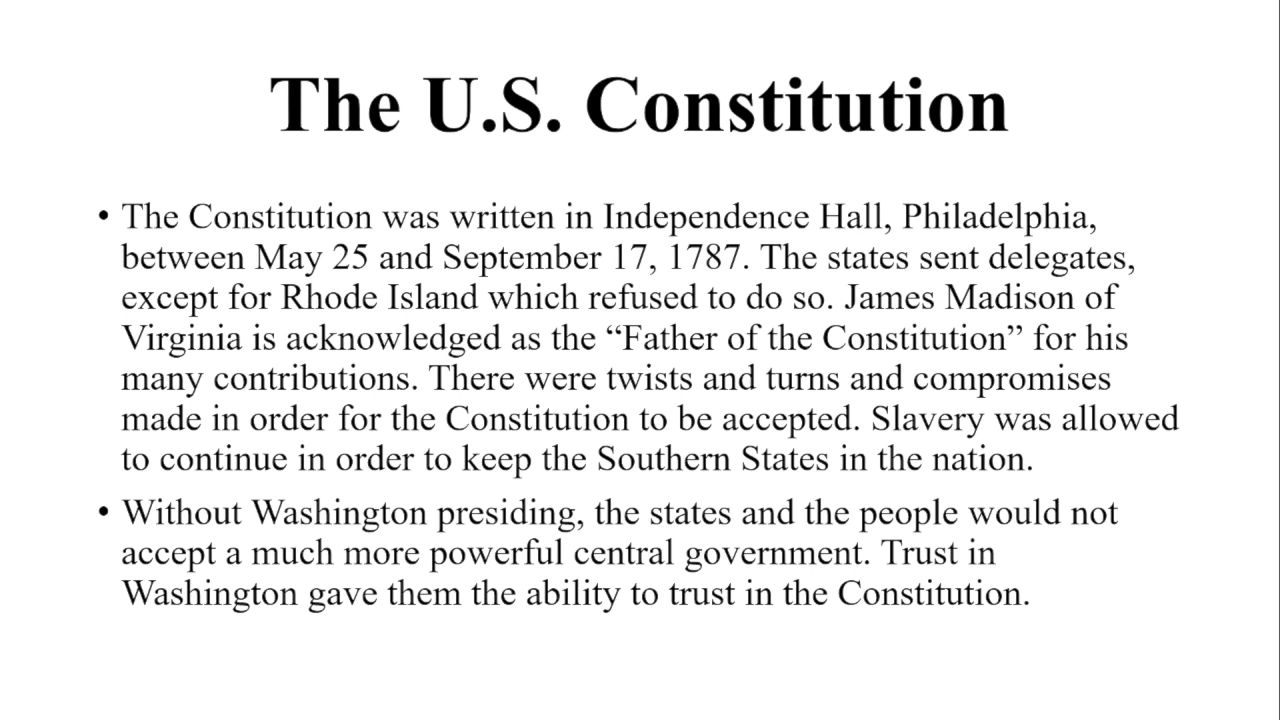 The U.S. Constitution
• The Constitution was written in Independence Hall, Philadelphia,
between May 25 and September 17, 1787. The states sent delegates,
except for Rhode Island which refused to do so. James Madison of
Virginia is acknowledged as the “Father of the Constitution” for his
many contributions. There were twists and turns and compromises
made in order for the Constitution to be accepted. Slavery was allowed
to continue in order to keep the Southern States in the nation.
• Without Washington presiding, the states and the people would not
accept a much more powerful central government. Trust in
Washington gave them the ability to trust in the Constitution.